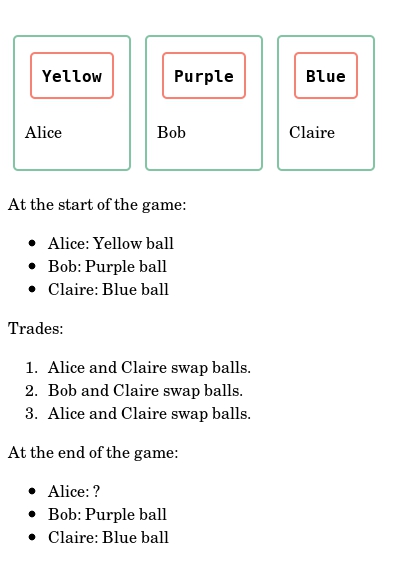 Yellow Purple Blue
Alice Bob Claire
At the start of the game:
• Alice: Yellow ball
• Bob: Purple ball
• Claire: Blue ball
Trades:
1. Alice and Claire swap balls.
2. Bob and Claire swap balls.
3. Alice and Claire swap balls.
At the end of the game:
• Alice: ?
• Bob: Purple ball
• Claire: Blue ball